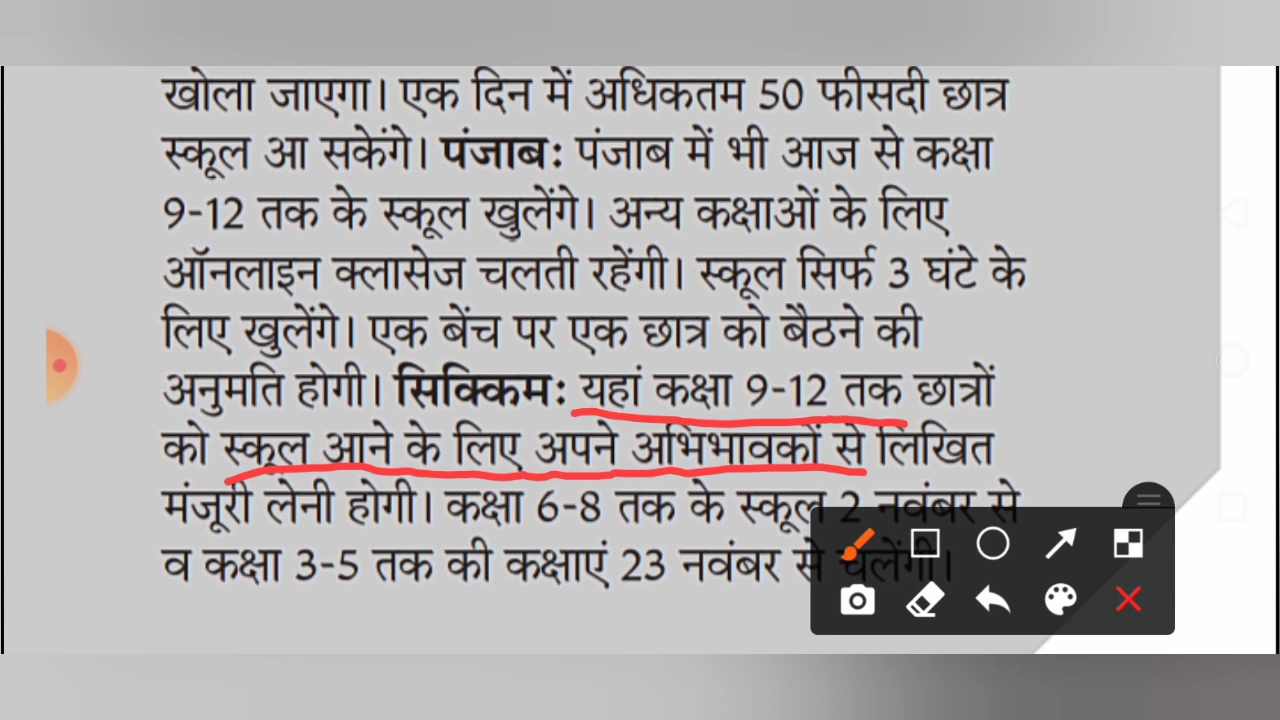 खोला जाएगा। एक दिन में अधिकतम 50 फीसदी छात्र
स्कूल आ सकेंगे। पंजाब: पंजाब में भी आज से कक्षा
9-12 तक के स्कूल खुलेंगे। अन्य कक्षाओं के लिए
ऑनलाइन क्लासेज चलती रहेंगी। स्कूल सिर्फ 3 घंटे के
लिए खुलेंगे। एक बेंच पर एक छात्र को बैठने की
अनुमति होगी। सिक्किम: यहां कक्षा 9-12 तक छात्रों
को स्कूल आने के लिए अपने अभिभावकों से लिखित
मंजूरी लेनी होगी। कक्षा 6-8 तक के स्कूल 2 नवंबर से
व कक्षा 3-5 तक की कक्षाएं 23 नवंबर से चलेंगी।